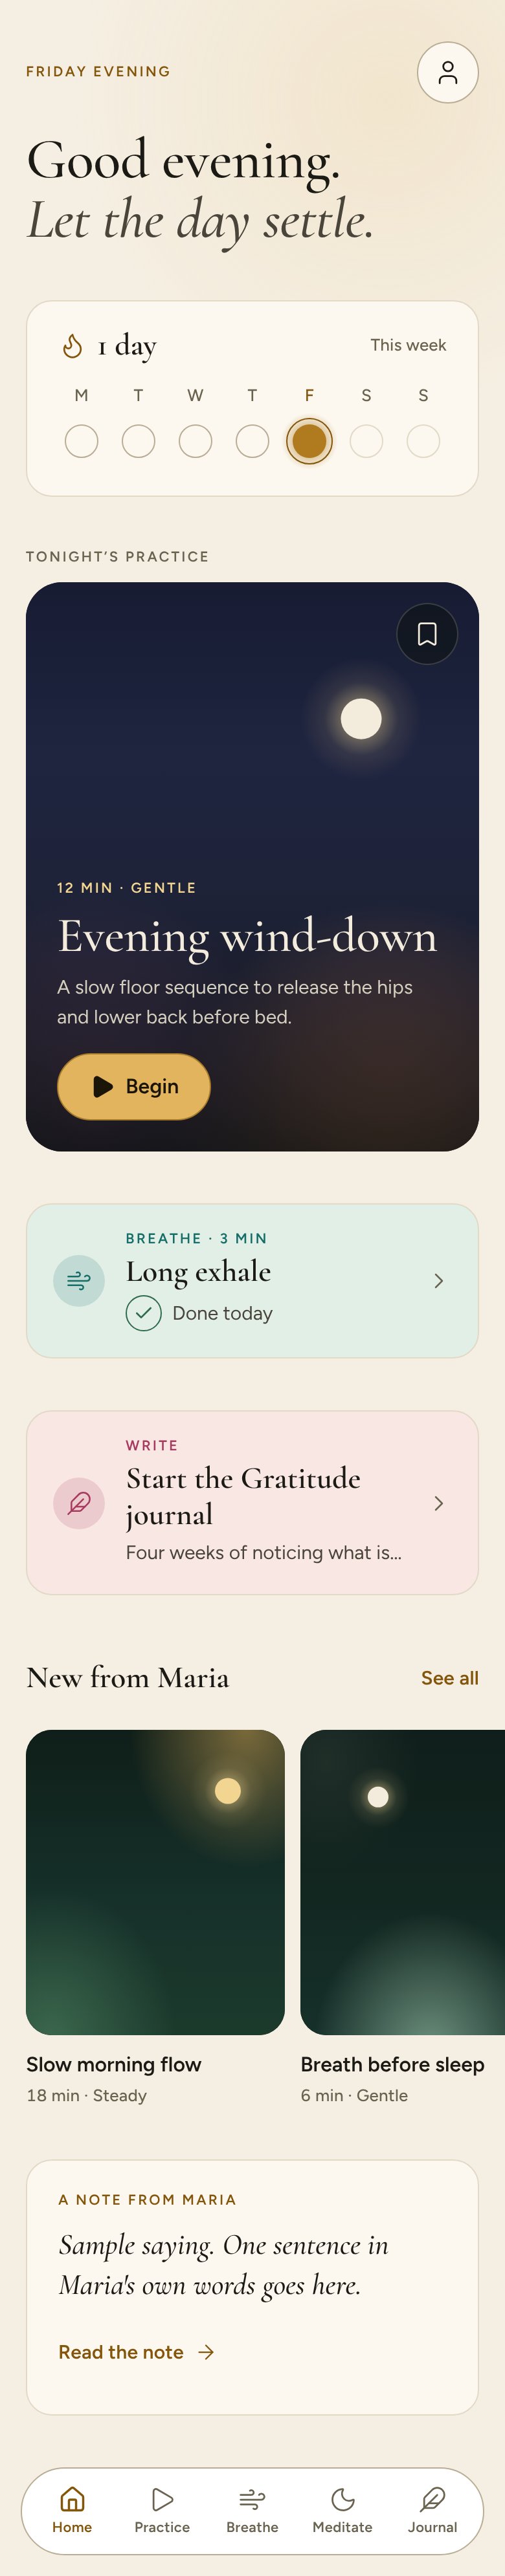 FRIDAY EVENING
Good evening.
Let the day settle.
1 day
This week
M T W T F S S
TONIGHT’S PRACTICE
12 MIN · GENTLE
Evening wind-down
A slow floor sequence to release the hips
and lower back before bed.
Begin
BREATHE · 3 MIN
Long exhale
Done today
WRITE
Start the Gratitude
journal
Four weeks of noticing what is...
New from Maria
See all
Slow morning flow
18 min · Steady
Breath before sleep
6 min · Gentle
A NOTE FROM MARIA
Sample saying. One sentence in
Maria's own words goes here.
Read the note
Home
Practice
Breathe
Meditate
Journal